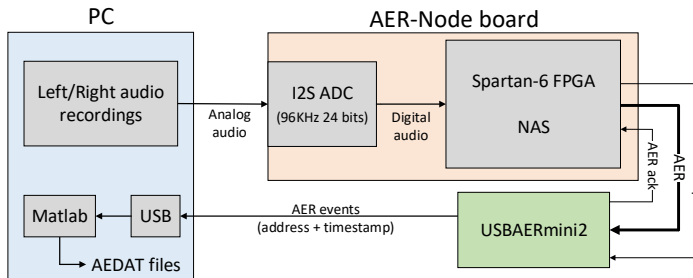 PC
AER-Node board
Left/Right audio
recordings
Analog
audio
I2S ADC
(96KHz 24 bits)
Digital
audio
Spartan-6 FPGA
NAS
AER ack
AER
Matlab
USB
AER events
(address + timestamp)
USBAERmini2
AEDAT files